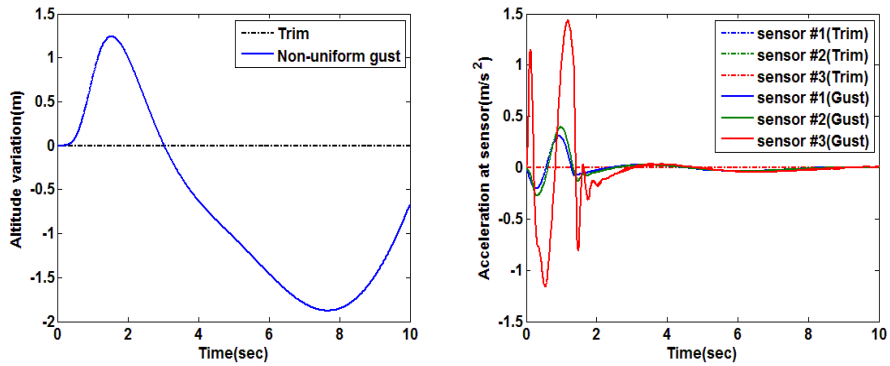 Trim
Non-uniform gust
1.5
1
0.5
0
-0.5
-1
-1.5
-2
0
2
4
6
8
10
Altitude variation(m)
Time(sec)
sensor #1(Trim)
sensor #2(Trim)
sensor #3(Trim)
sensor #1(Gust)
sensor #2(Gust)
sensor #3(Gust)
1.5
1
0.5
0
-0.5
-1
-1.5
0
2
4
6
8
10
Acceleration at sensor(m/s²)
Time(sec)